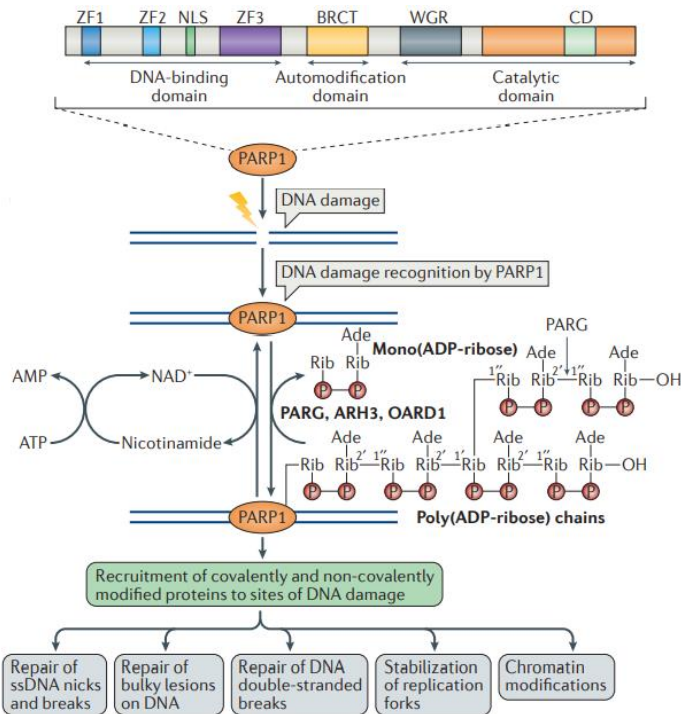 ZF1 ZF2 NLS ZF3 BRCT WGR CD
DNA-binding
domain
Automodification
domain
Catalytic
domain
PARP1
DNA damage
DNA damage recognition by PARP1
PARP1
AMP
NAD+
ATP
Nicotinamide
Ade
Rib Rib
P P
Mono(ADP-ribose)
PARG, ARH3, OARD1
PARG
Ade Ade
1″ Rib Rib 2′ 1″ Rib Rib OH
P P P P
Ade Ade Ade Ade
Rib Rib 2′ 1″ Rib Rib 2′ 1′ Rib Rib 2′ 1″ Rib Rib OH
P P P P P P P P
PARP1
Poly(ADP-ribose) chains
Recruitment of covalently and non-covalently
modified proteins to sites of DNA damage
Repair of
ssDNA nicks
and breaks
Repair of
bulky lesions
on DNA
Repair of DNA
double-stranded
breaks
Stabilization
of replication
forks
Chromatin
modifications